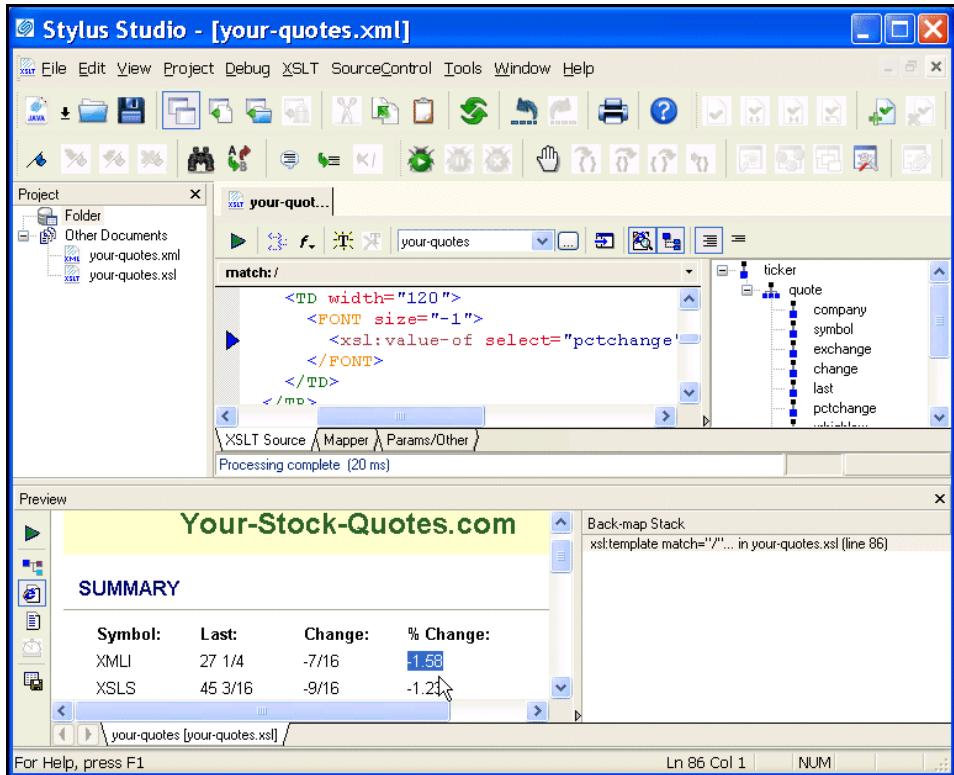 Stylus Studio - [your-quotes.xml]
File Edit View Project Debug XSLT SourceControl Tools Window Help
Project
Folder
Other Documents
your-quotes.xml
your-quotes.xsl
your-quot...
your-quotes
match:/
<TD width="120">
<FONT size="-1">
<xsl:value-of select="pctchange"
</FONT>
</TD>
</TR>
ticker
quote
company
symbol
exchange
change
last
pctchange
XSLT Source Mapper Params/Other
Processing complete (20 ms)
Preview
Your-Stock-Quotes.com
SUMMARY
Symbol: Last: Change: % Change:
XMLI 27 1/4 -7/16 -1.58
XSLS 45 3/16 -9/16 -1.23
Back-map Stack
xsl:template match="/"... in your-quotes.xsl (line 86)
your-quotes [your-quotes.xsl]
For Help, press F1
Ln 86 Col 1 NUM